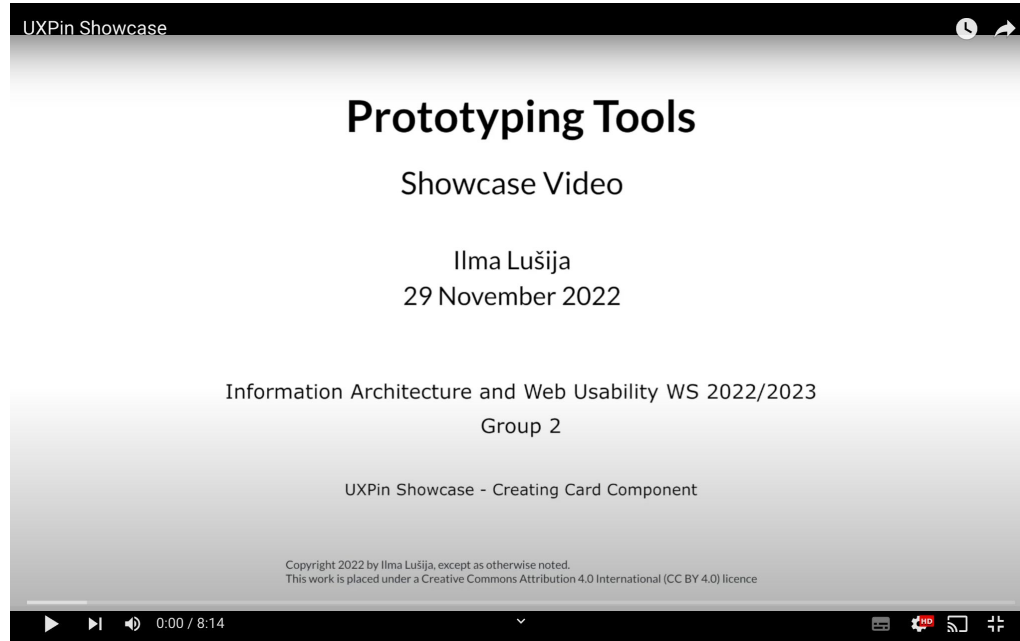 UXPin Showcase
Prototyping Tools
Showcase Video
Ilma Lušija
29 November 2022
Information Architecture and Web Usability WS 2022/2023
Group 2
UXPin Showcase - Creating Card Component
Copyright 2022 by Ilma Lušija, except as otherwise noted.
This work is placed under a Creative Commons Attribution 4.0 International (CC BY 4.0) licence
0:00 / 8:14
HD